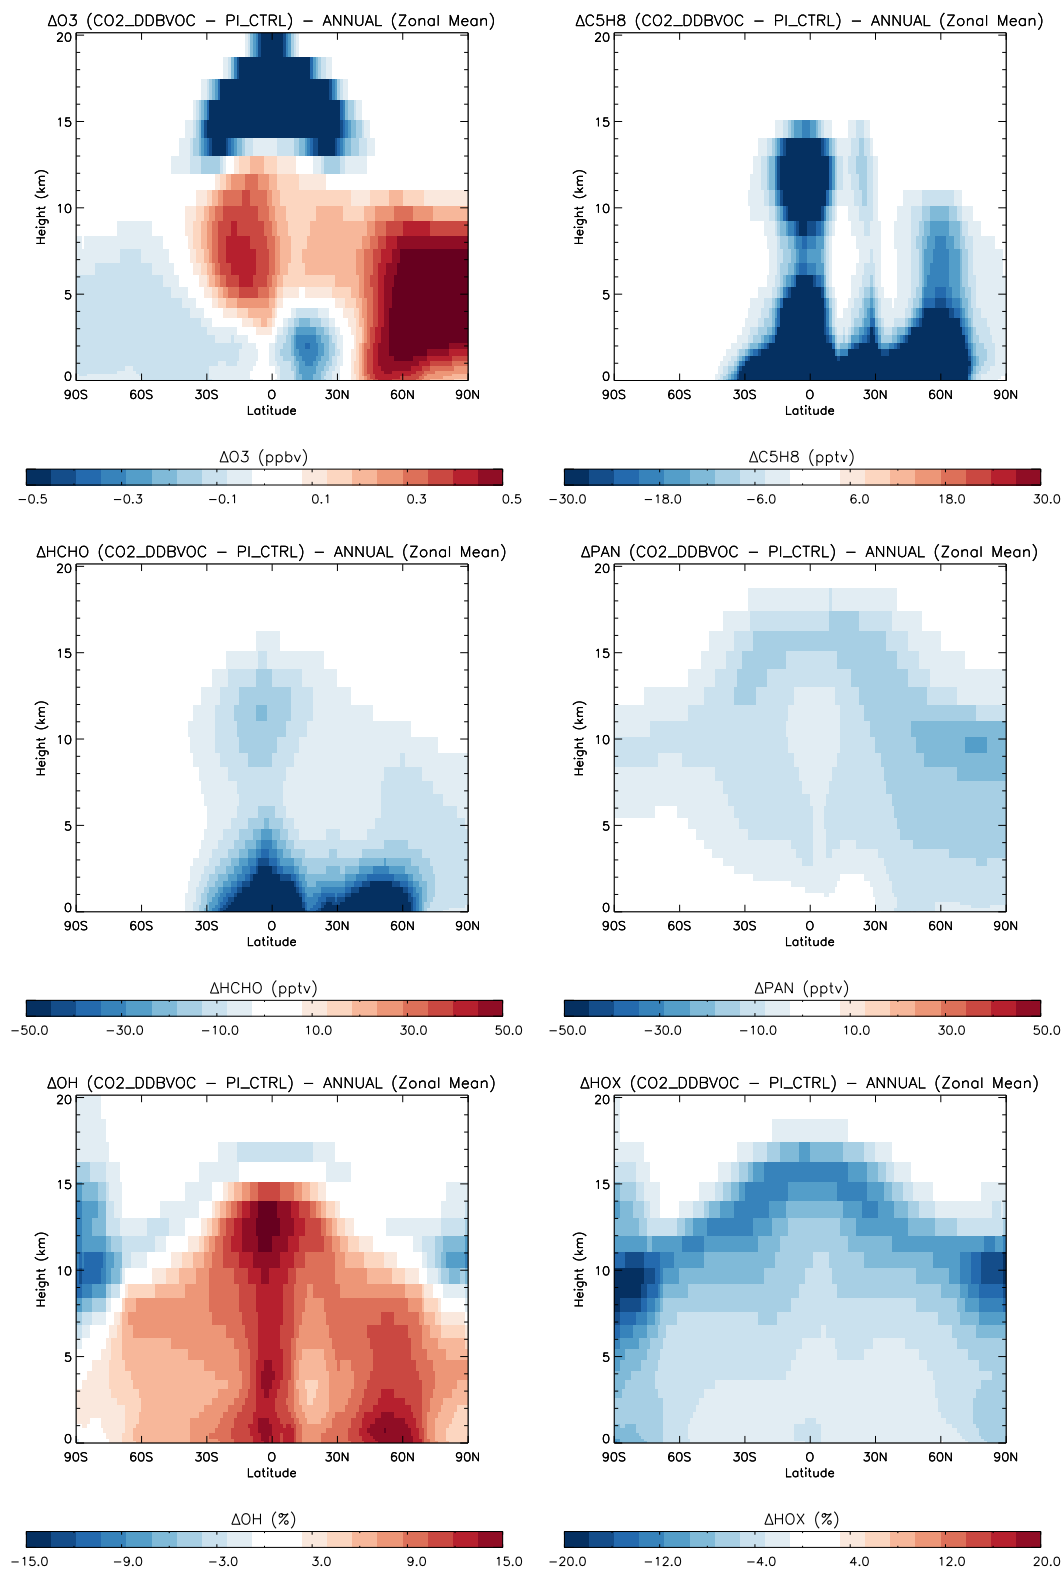 ΔO3 (CO2_DDBVOC − PI_CTRL) − ANNUAL (Zonal Mean)
20
15
10
5
0
Height (km)
90S 60S 30S 0 30N 60N 90N
Latitude
ΔO3 (ppbv)
−0.5 −0.3 −0.1 0.1 0.3 0.5
ΔC5H8 (CO2_DDBVOC − PI_CTRL) − ANNUAL (Zonal Mean)
20
15
10
5
0
Height (km)
90S 60S 30S 0 30N 60N 90N
Latitude
ΔC5H8 (pptv)
−30.0 −18.0 −6.0 6.0 18.0 30.0
ΔHCHO (CO2_DDBVOC − PI_CTRL) − ANNUAL (Zonal Mean)
20
15
10
5
0
Height (km)
90S 60S 30S 0 30N 60N 90N
Latitude
ΔHCHO (pptv)
−50.0 −30.0 −10.0 10.0 30.0 50.0
ΔPAN (CO2_DDBVOC − PI_CTRL) − ANNUAL (Zonal Mean)
20
15
10
5
0
Height (km)
90S 60S 30S 0 30N 60N 90N
Latitude
ΔPAN (pptv)
−50.0 −30.0 −10.0 10.0 30.0 50.0
ΔOH (CO2_DDBVOC − PI_CTRL) − ANNUAL (Zonal Mean)
20
15
10
5
0
Height (km)
90S 60S 30S 0 30N 60N 90N
Latitude
ΔOH (%)
−15.0 −9.0 −3.0 3.0 9.0 15.0
ΔHOX (CO2_DDBVOC − PI_CTRL) − ANNUAL (Zonal Mean)
20
15
10
5
0
Height (km)
90S 60S 30S 0 30N 60N 90N
Latitude
ΔHOX (%)
−20.0 −12.0 −4.0 4.0 12.0 20.0